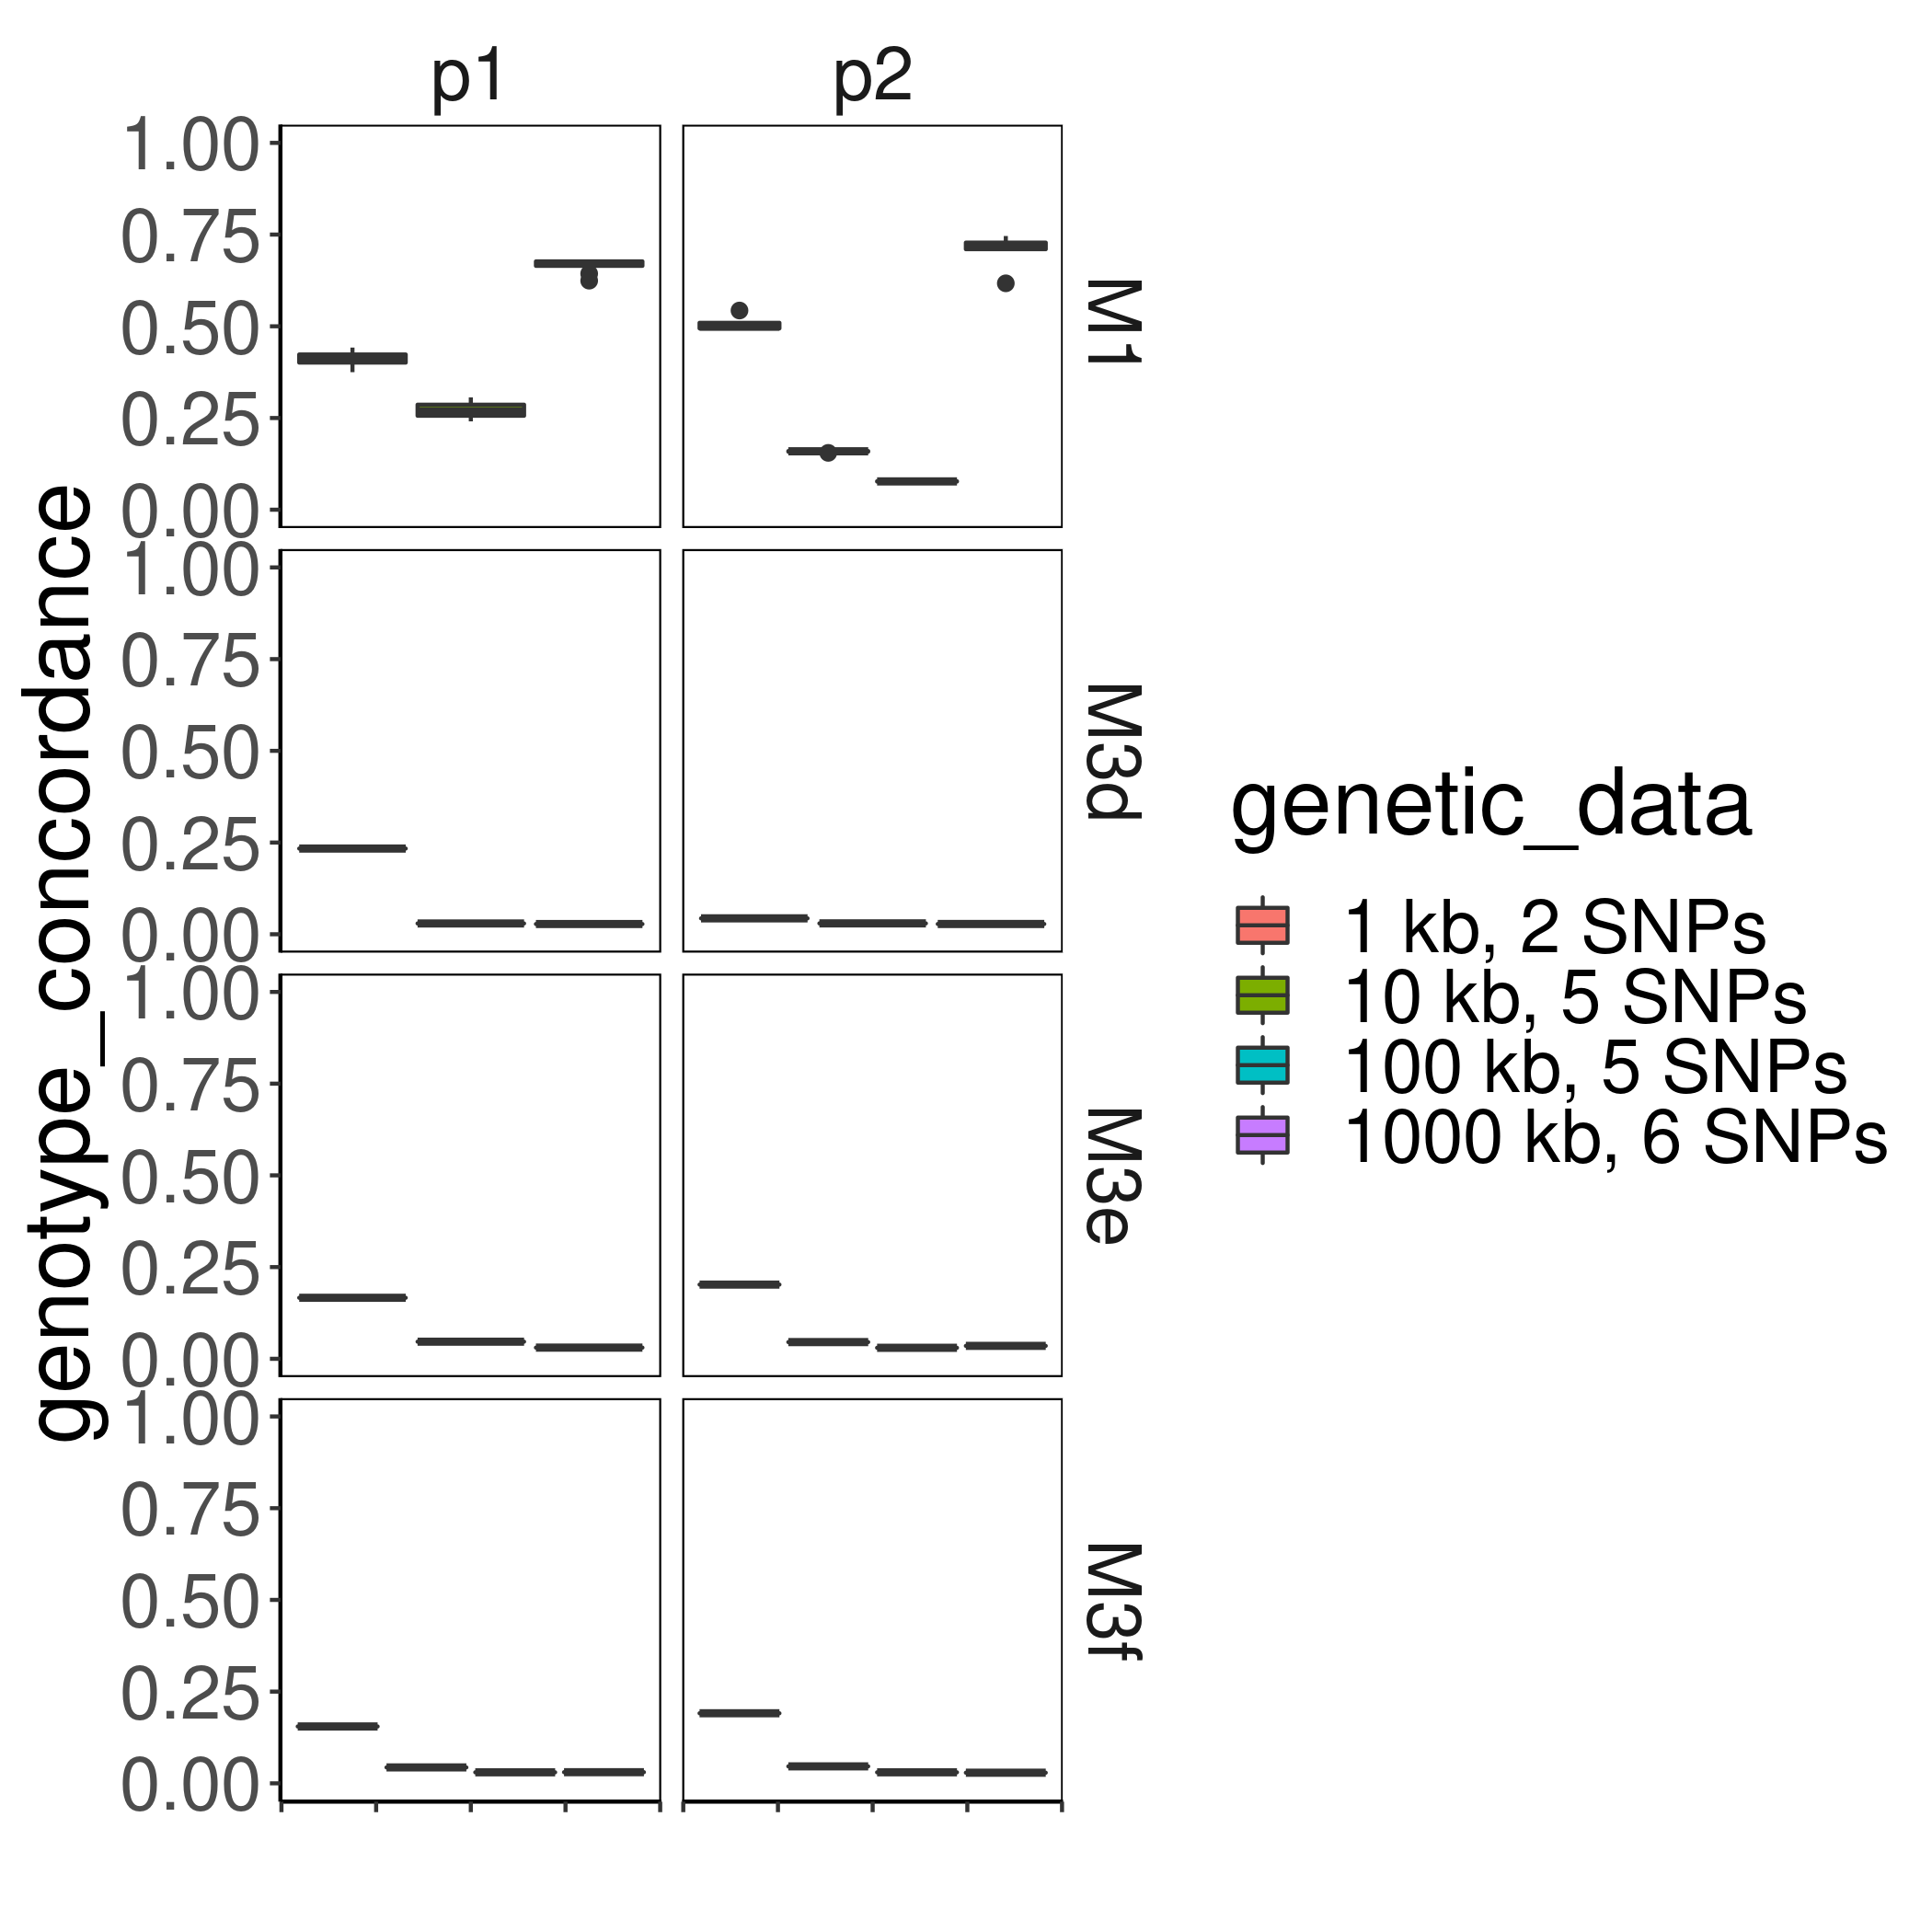 p1 p2
1.00
0.75
0.50
0.25
0.00
M1
1.00
0.75
0.50
0.25
0.00
M3d
1.00
0.75
0.50
0.25
0.00
M3e
1.00
0.75
0.50
0.25
0.00
M3f
genotype_concordance
genetic_data
1 kb, 2 SNPs
10 kb, 5 SNPs
100 kb, 5 SNPs
1000 kb, 6 SNPs